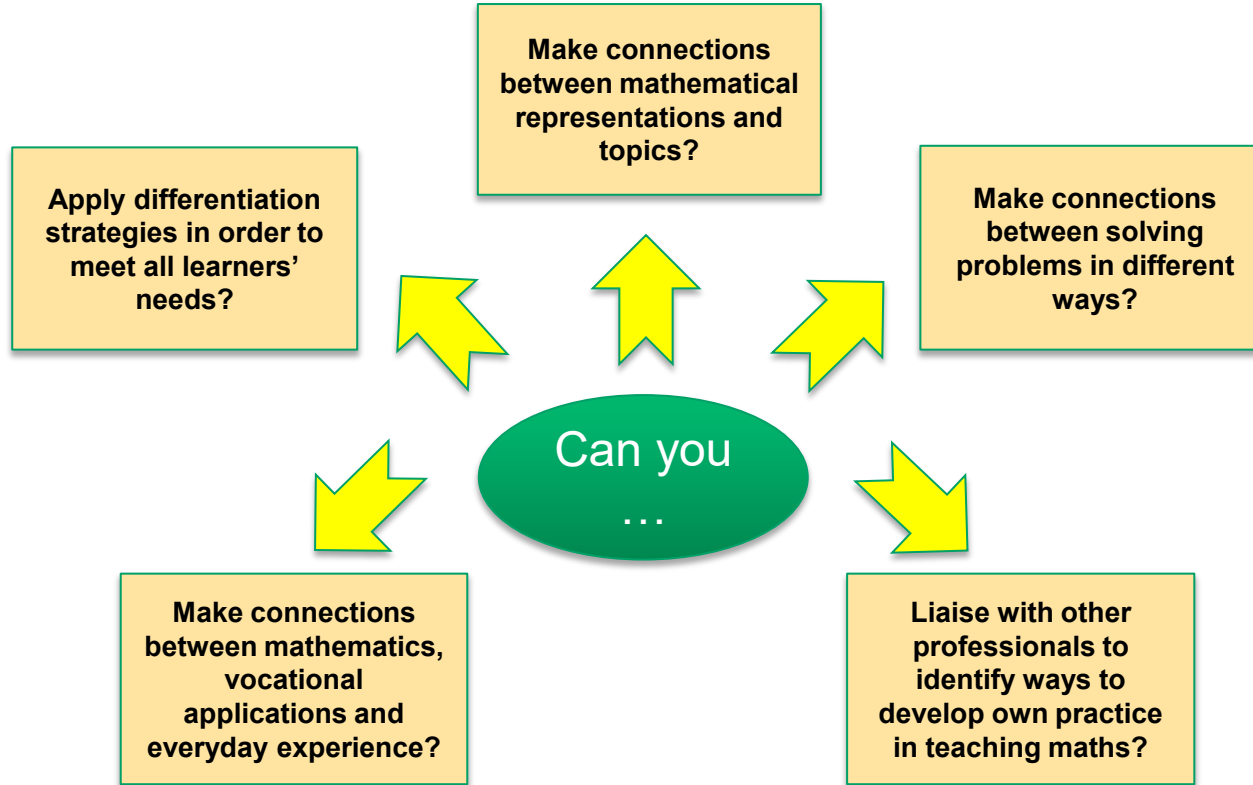 Make connections
between mathematical
representations and
topics?
Apply differentiation
strategies in order to
meet all learners’
needs?
Make connections
between solving
problems in different
ways?
Can you
...
Make connections
between mathematics,
vocational
applications and
everyday experience?
Liaise with other
professionals to
identify ways to
develop own practice
in teaching maths?